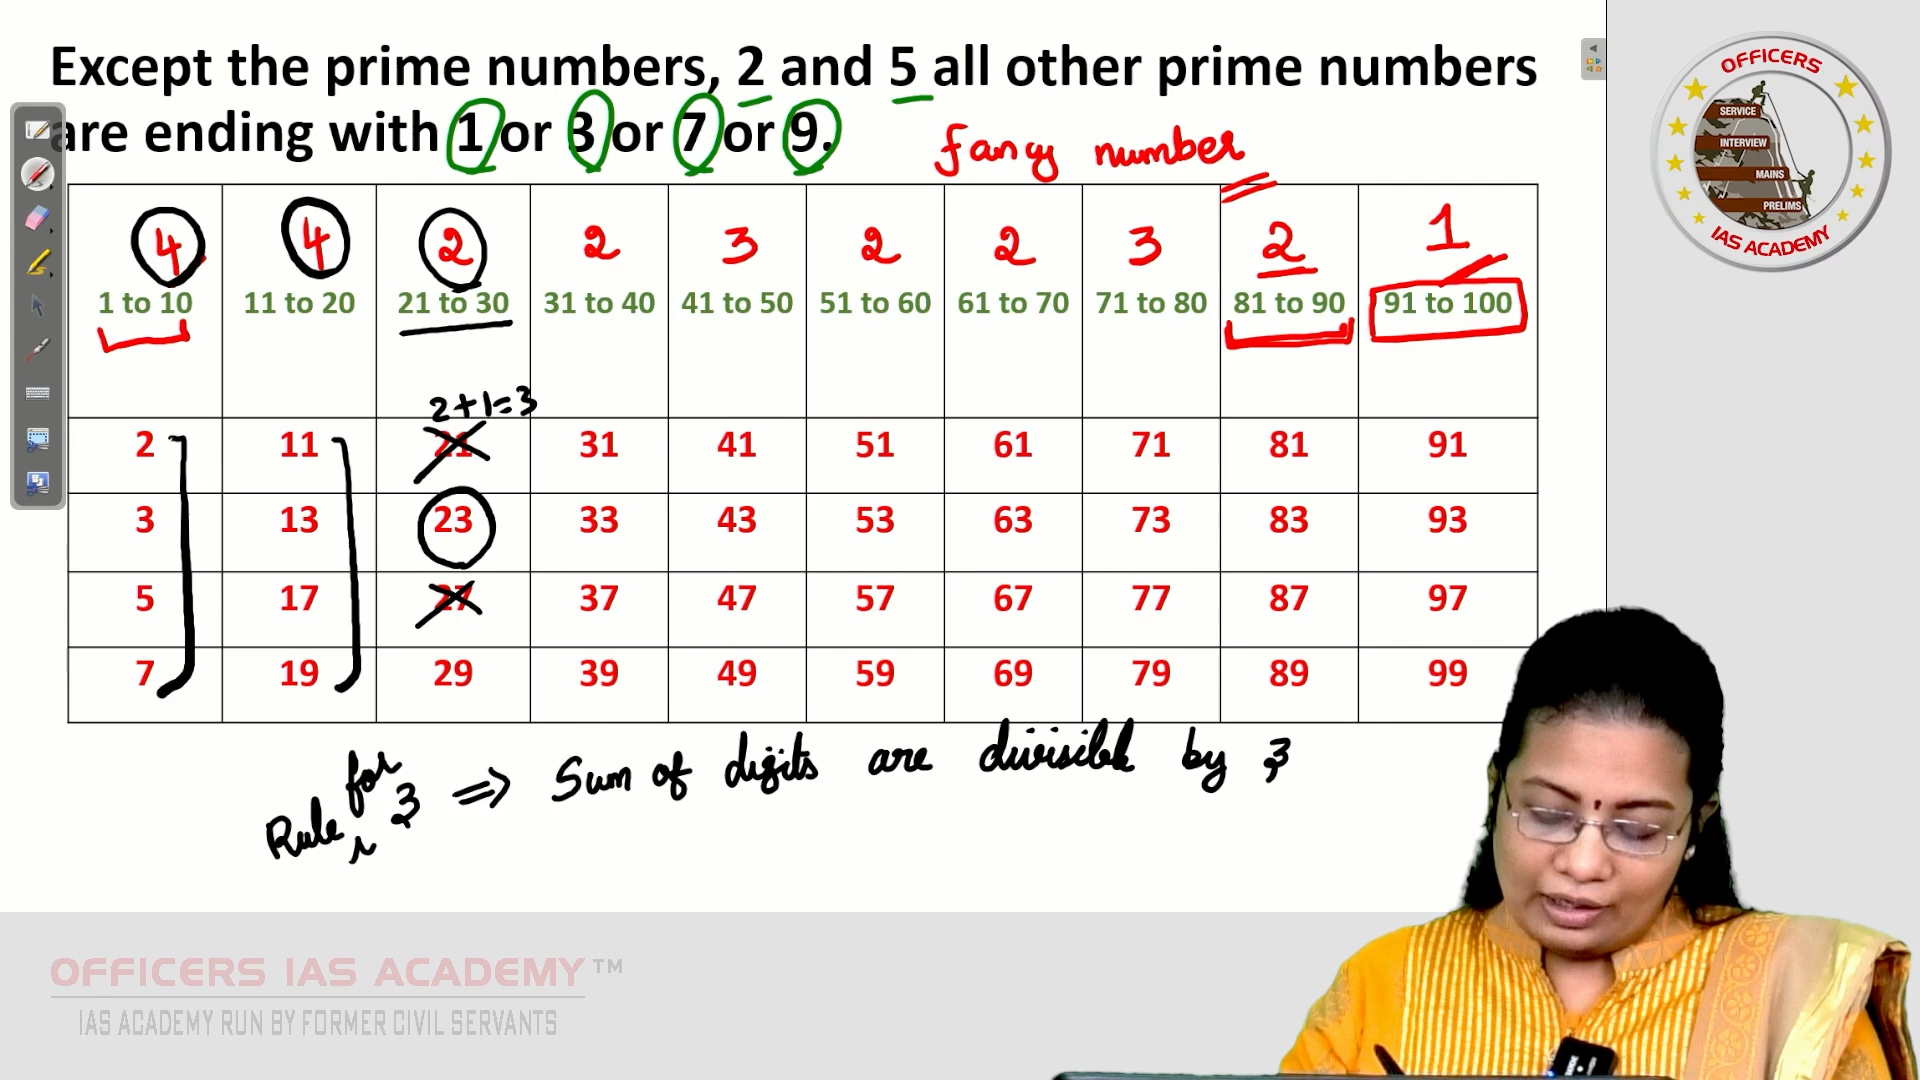 Except the prime numbers, 2 and 5 all other prime numbers
are ending with 1 or 3 or 7 or 9.
fancy number
4 4 2 2 3 2 2 3 2 1
1 to 10 11 to 20 21 to 30 31 to 40 41 to 50 51 to 60 61 to 70 71 to 80 81 to 90 91 to 100
2+1=3
2 11 21 31 41 51 61 71 81 91
3 13 23 33 43 53 63 73 83 93
5 17 27 37 47 57 67 77 87 97
7 19 29 39 49 59 69 79 89 99
Rule for 3 ⇒ Sum of digits are divisible by 3
OFFICERS
SERVICE
INTERVIEW
MAINS
PRELIMS
IAS ACADEMY
OFFICERS IAS ACADEMY™
IAS ACADEMY RUN BY FORMER CIVIL SERVANTS